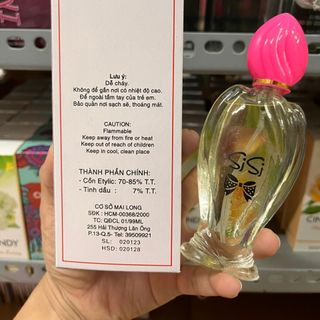 Lưu ý:
Dễ cháy.
Không để gần nơi có nhiệt độ cao.
Để ngoài tầm tay của trẻ em.
Bảo quản nơi sạch sẽ, thoáng mát.
CAUTION:
Flammable
Keep away from fire or heat
Keep out of reach of children
Keep in cool, clean place
THÀNH PHẦN CHÍNH:
- Cồn Etylic: 70-85% T.T.
- Tinh dầu : 7% T.T.
CƠ SỞ MAI LONG
SĐK : HCM-00368/2000
TC: TQĐCL 01/99ML
255 Hải Thượng Lãn Ông
P.13-Q.5- Tel: 39509921
SL: 020123
HSD: 020128
SiSi
NDY